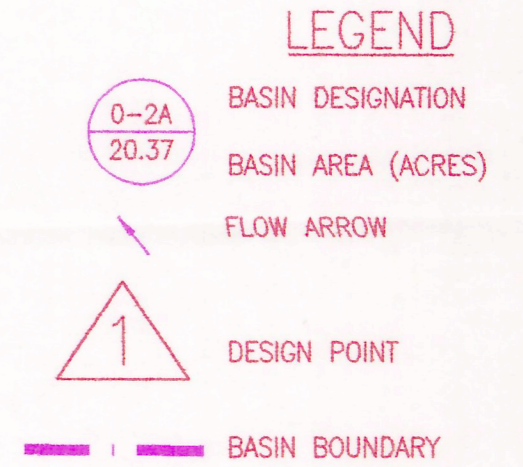 LEGEND
0-2A
BASIN DESIGNATION
20.37
BASIN AREA (ACRES)
FLOW ARROW
1
DESIGN POINT
BASIN BOUNDARY